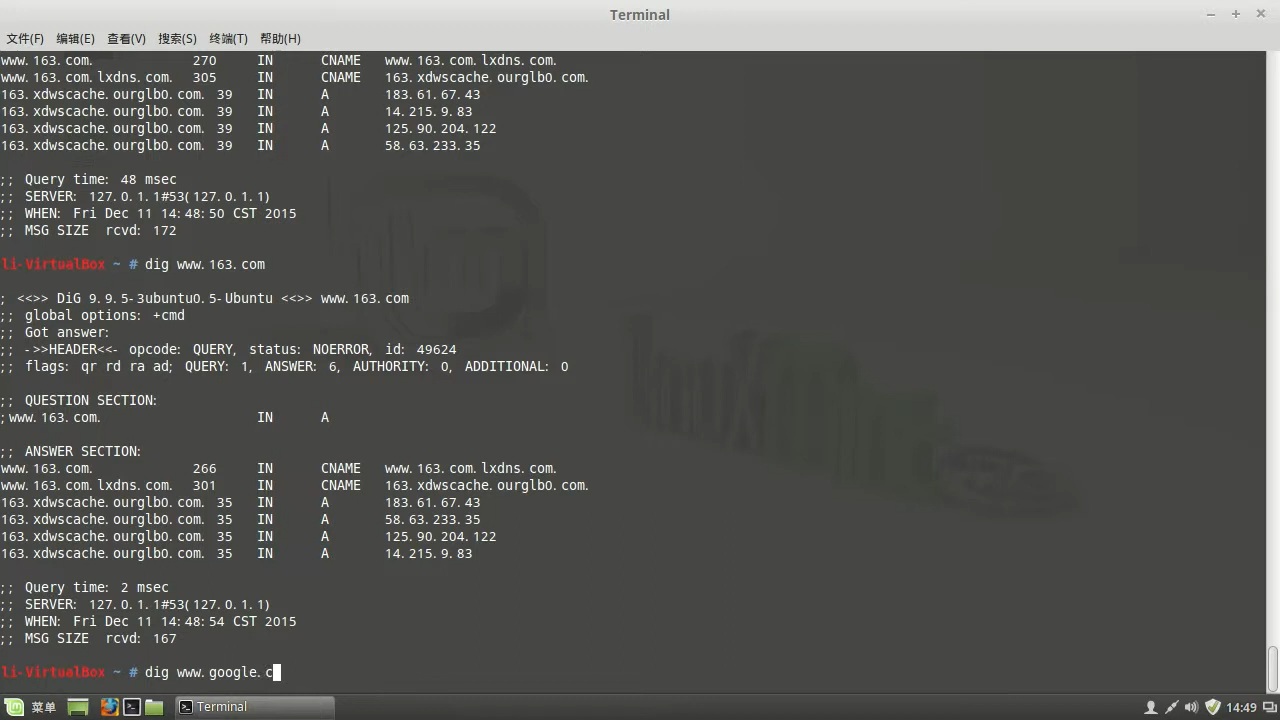 Terminal
文件(F) 编辑(E) 查看(V) 搜索(S) 终端(T) 帮助(H)
www.163.com. 270 IN CNAME www.163.com.lxdns.com.
www.163.com.lxdns.com. 305 IN CNAME 163.xdwscache.ourglb0.com.
163.xdwscache.ourglb0.com. 39 IN A 183.61.67.43
163.xdwscache.ourglb0.com. 39 IN A 14.215.9.83
163.xdwscache.ourglb0.com. 39 IN A 125.90.204.122
163.xdwscache.ourglb0.com. 39 IN A 58.63.233.35
;; Query time: 48 msec
;; SERVER: 127.0.1.1#53(127.0.1.1)
;; WHEN: Fri Dec 11 14:48:50 CST 2015
;; MSG SIZE rcvd: 172
li-VirtualBox ~ # dig www.163.com
; <<>> DiG 9.9.5-3ubuntu0.5-Ubuntu <<>> www.163.com
;; global options: +cmd
;; Got answer:
;; ->>HEADER<<- opcode: QUERY, status: NOERROR, id: 49624
;; flags: qr rd ra ad; QUERY: 1, ANSWER: 6, AUTHORITY: 0, ADDITIONAL: 0
;; QUESTION SECTION:
;www.163.com. IN A
;; ANSWER SECTION:
www.163.com. 266 IN CNAME www.163.com.lxdns.com.
www.163.com.lxdns.com. 301 IN CNAME 163.xdwscache.ourglb0.com.
163.xdwscache.ourglb0.com. 35 IN A 183.61.67.43
163.xdwscache.ourglb0.com. 35 IN A 58.63.233.35
163.xdwscache.ourglb0.com. 35 IN A 125.90.204.122
163.xdwscache.ourglb0.com. 35 IN A 14.215.9.83
;; Query time: 2 msec
;; SERVER: 127.0.1.1#53(127.0.1.1)
;; WHEN: Fri Dec 11 14:48:54 CST 2015
;; MSG SIZE rcvd: 167
li-VirtualBox ~ # dig www.google.c
菜单 Terminal 14:49